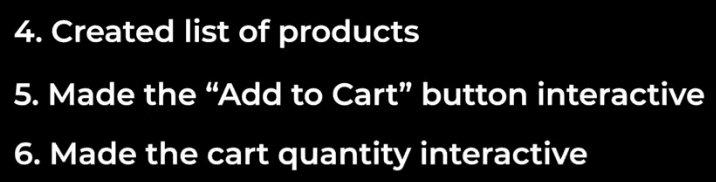 4. Created list of products
5. Made the “Add to Cart” button interactive
6. Made the cart quantity interactive